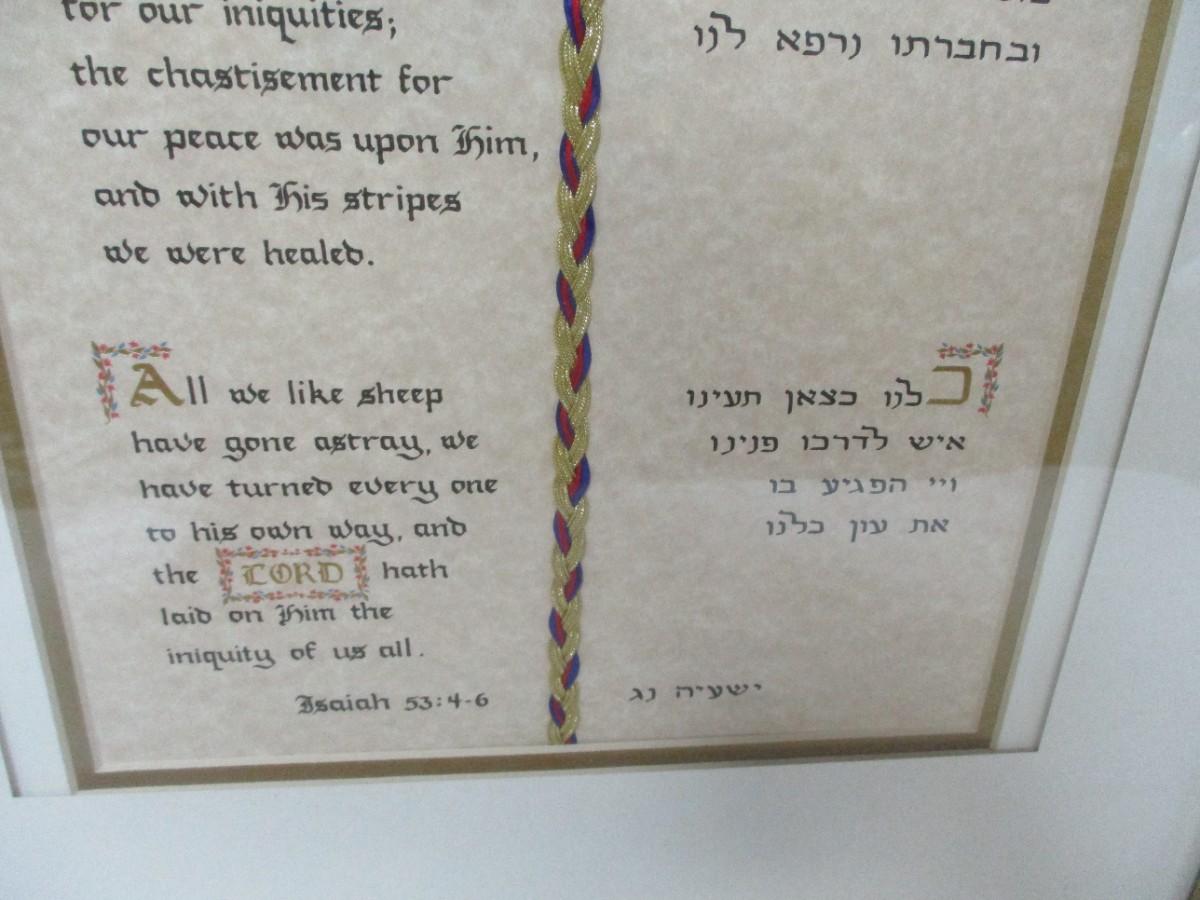 for our iniquities;
the chastisement for
our peace was upon Him,
and with His stripes
we were healed.
All we like sheep
have gone astray, we
have turned every one
to his own way, and
the LORD hath
laid on Him the
iniquity of us all.
Isaiah 53:4-6
ובחברתו נרפא לנו
כלנו כצאן תעינו
איש לדרכו פנינו
ויי הפגיע בו
את עון כלנו
ישעיה נג